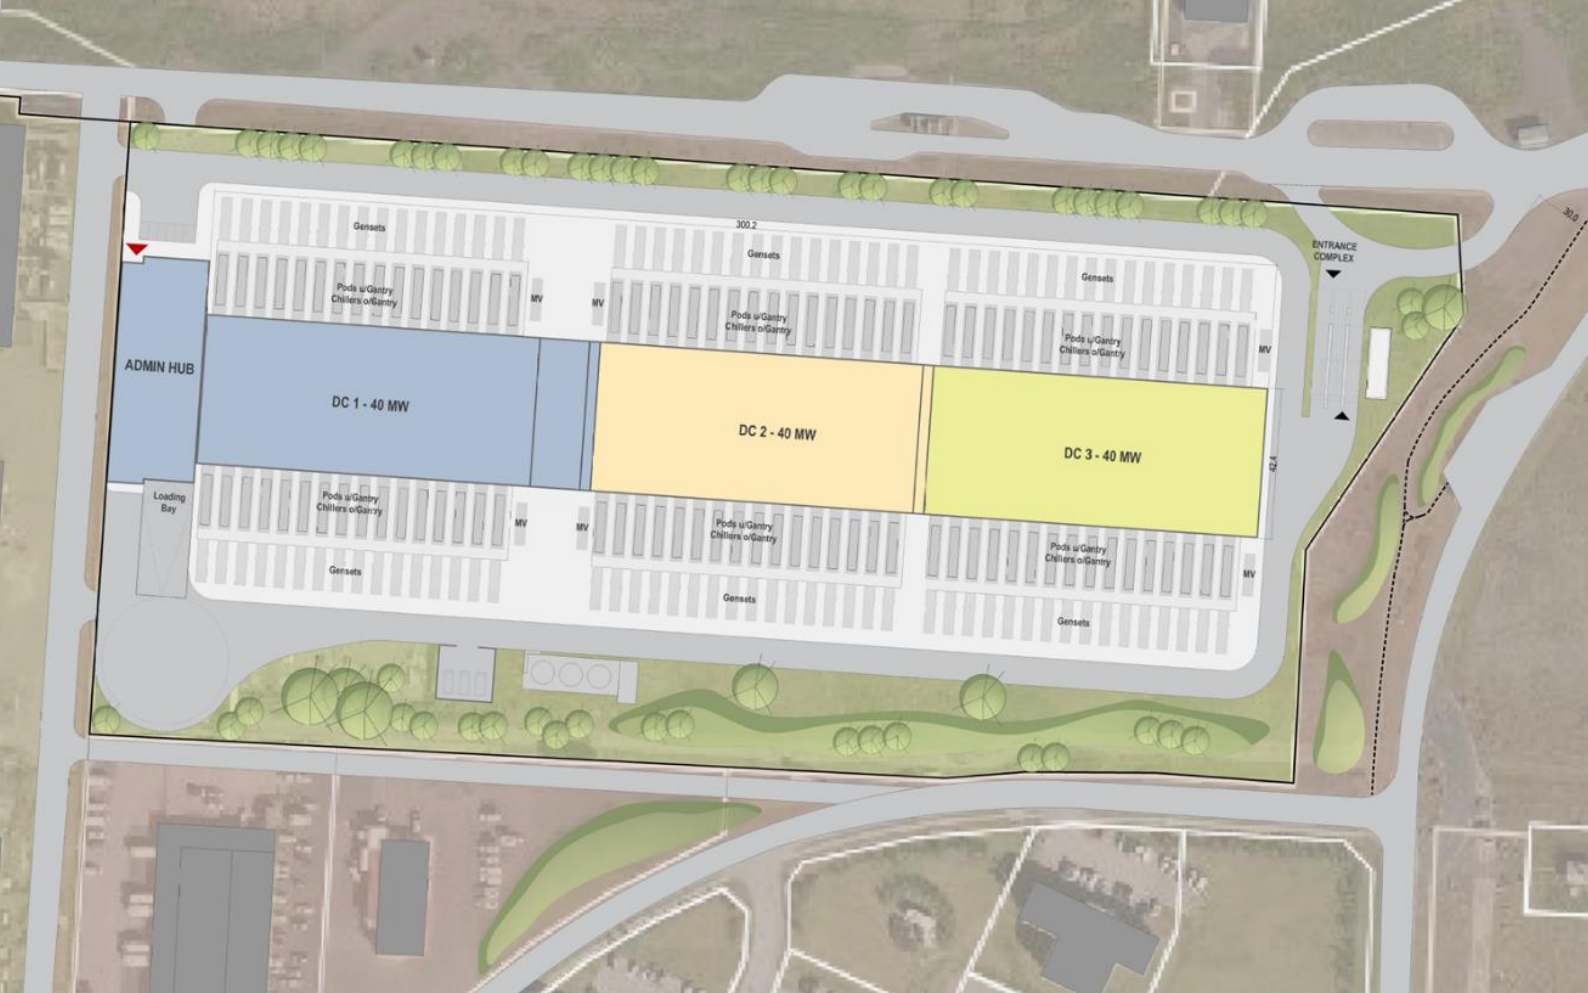 30.0
300.2
Gensets
Gensets
Gensets
ENTRANCE
COMPLEX
Pods u/Gantry
Chillers o/Gantry
MV
MV
Pods u/Gantry
Chillers o/Gantry
Pods u/Gantry
Chillers o/Gantry
MV
ADMIN HUB
DC 1 - 40 MW
DC 2 - 40 MW
DC 3 - 40 MW
42.4
Loading
Bay
Pods u/Gantry
Chillers o/Gantry
MV
MV
Pods u/Gantry
Chillers o/Gantry
Pods u/Gantry
Chillers o/Gantry
MV
Gensets
Gensets
Gensets